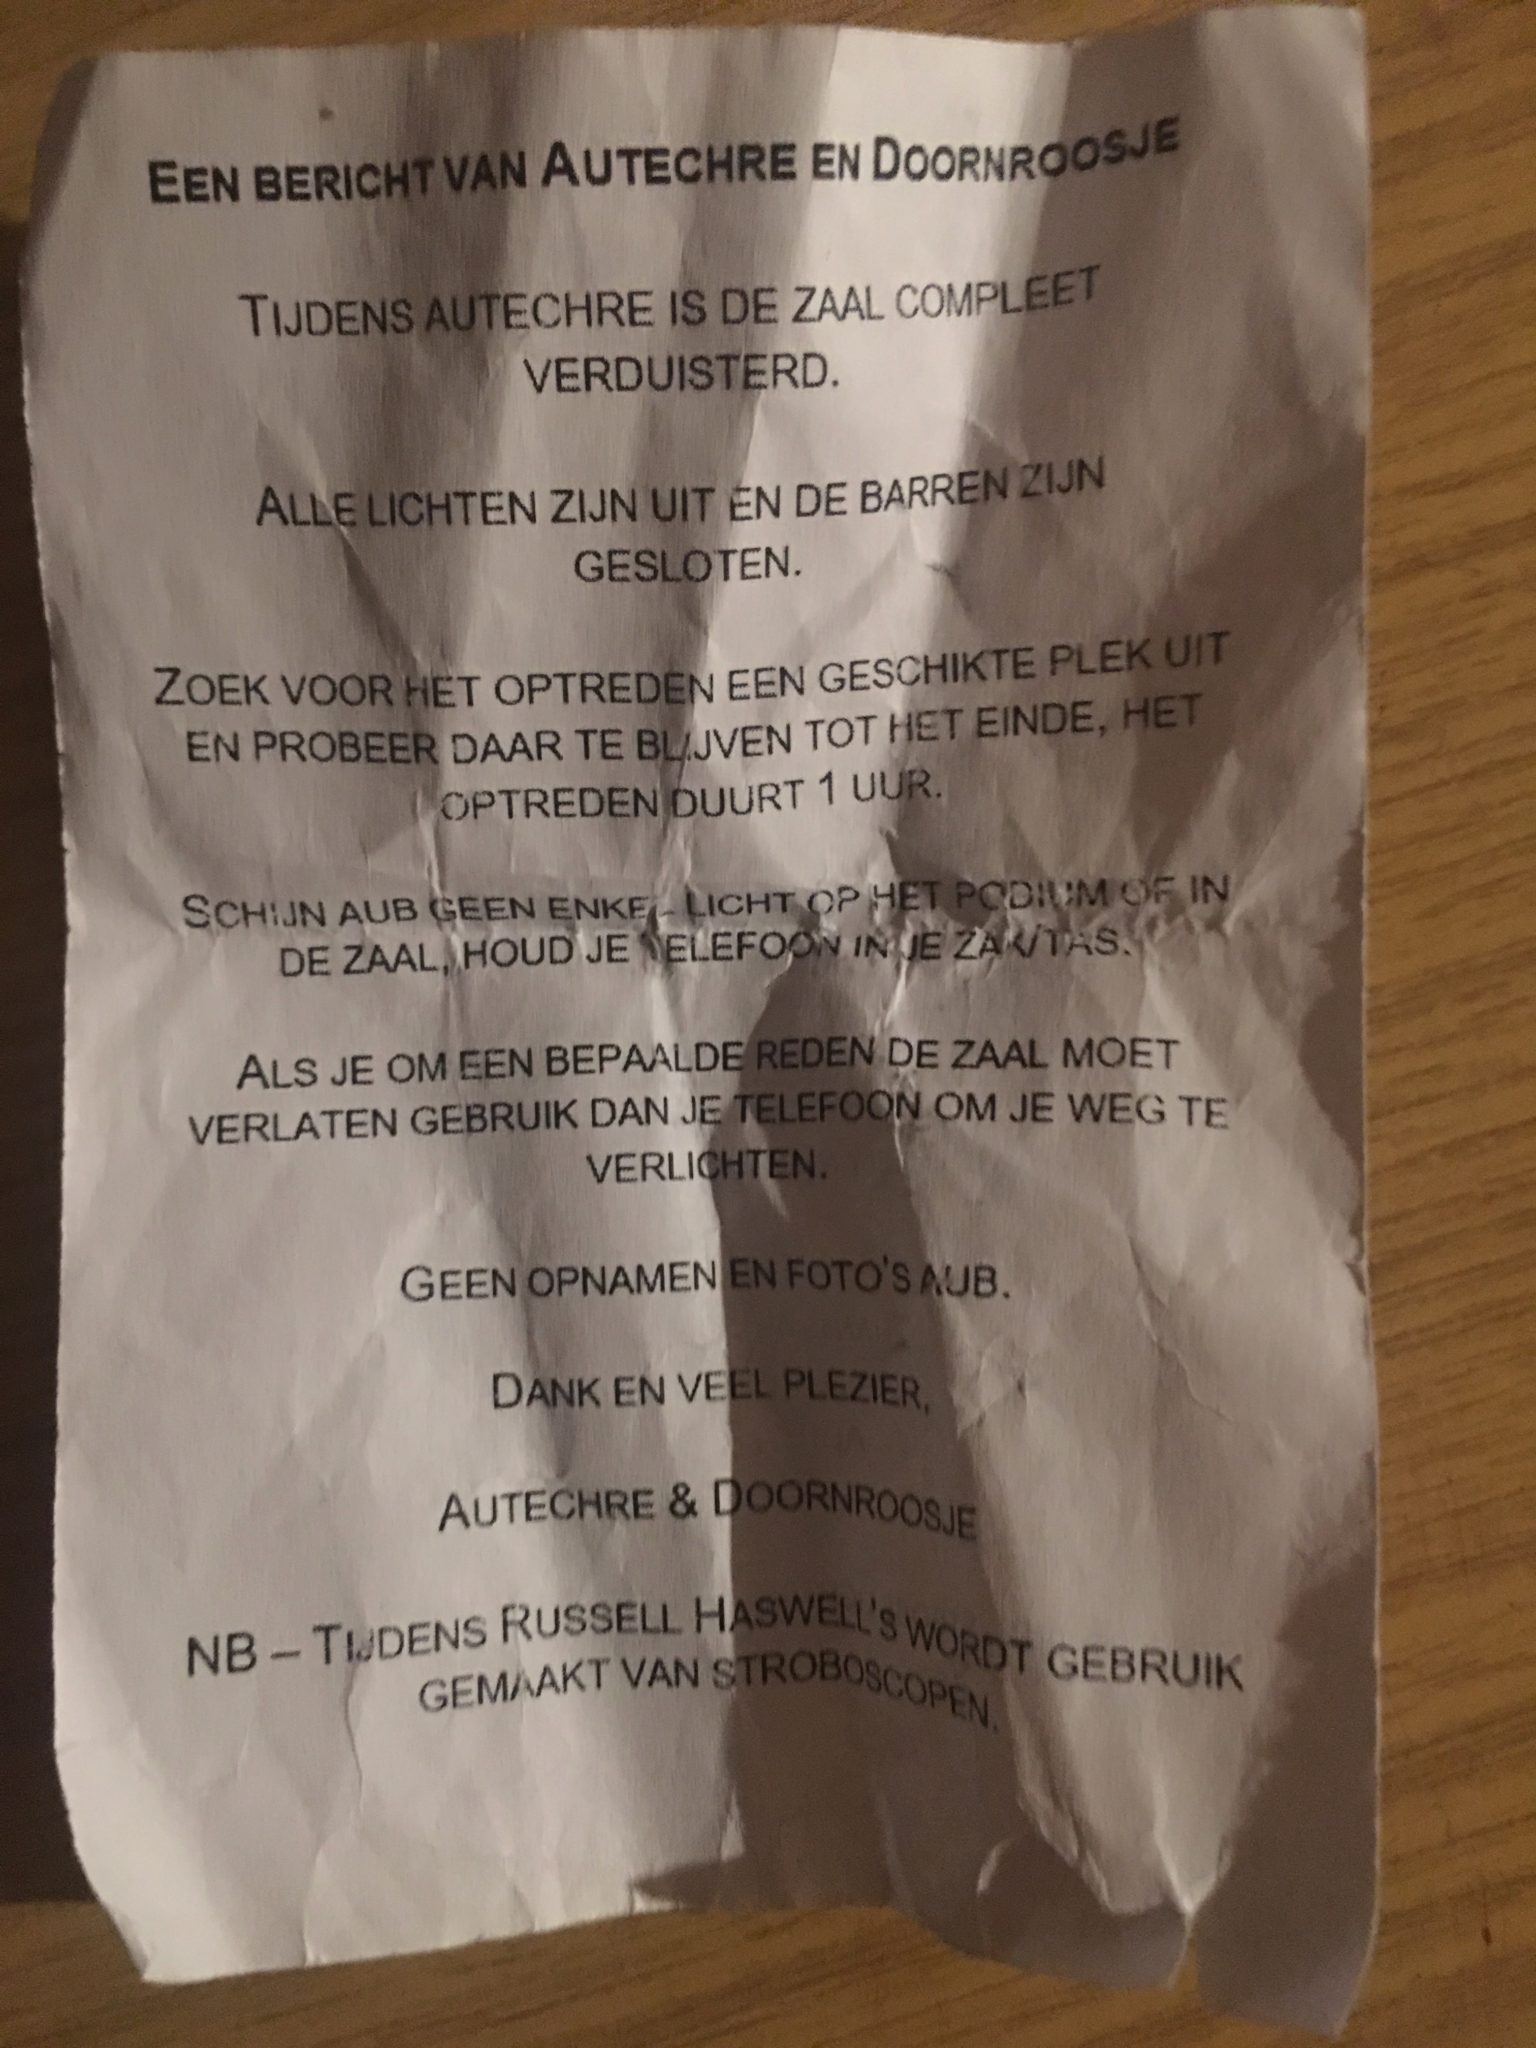 EEN BERICHT VAN AUTECHRE EN DOORNROOSJE
TIJDENS AUTECHRE IS DE ZAAL COMPLEET
VERDUISTERD.
ALLE LICHTEN ZIJN UIT EN DE BARREN ZIJN
GESLOTEN.
ZOEK VOOR HET OPTREDEN EEN GESCHIKTE PLEK UIT
EN PROBEER DAAR TE BLIJVEN TOT HET EINDE, HET
OPTREDEN DUURT 1 UUR.
SCHIJN AUB GEEN ENKEL LICHT OP HET PODIUM OF IN
DE ZAAL, HOUD JE TELEFOON IN JE ZAK/TAS.
ALS JE OM EEN BEPAALDE REDEN DE ZAAL MOET
VERLATEN GEBRUIK DAN JE TELEFOON OM JE WEG TE
VERLICHTEN.
GEEN OPNAMEN EN FOTO'S AUB.
DANK EN VEEL PLEZIER,
AUTECHRE & DOORNROOSJE
NB – TIJDENS RUSSELL HASWELL'S WORDT GEBRUIK
GEMAAKT VAN STROBOSCOPEN.